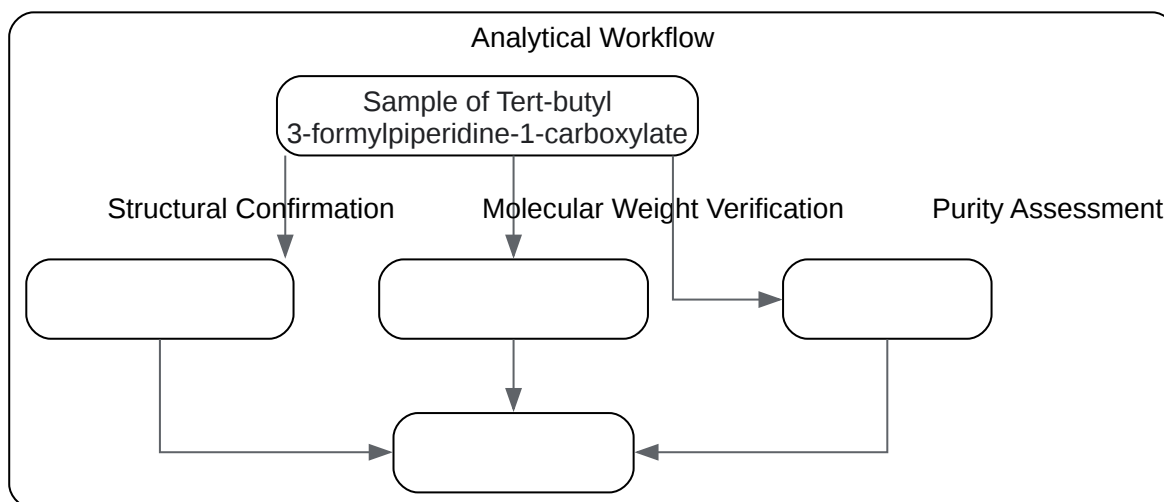 Analytical Workflow
Sample of Tert-butyl
3-formylpiperidine-1-carboxylate
Structural Confirmation
Molecular Weight Verification
Purity Assessment